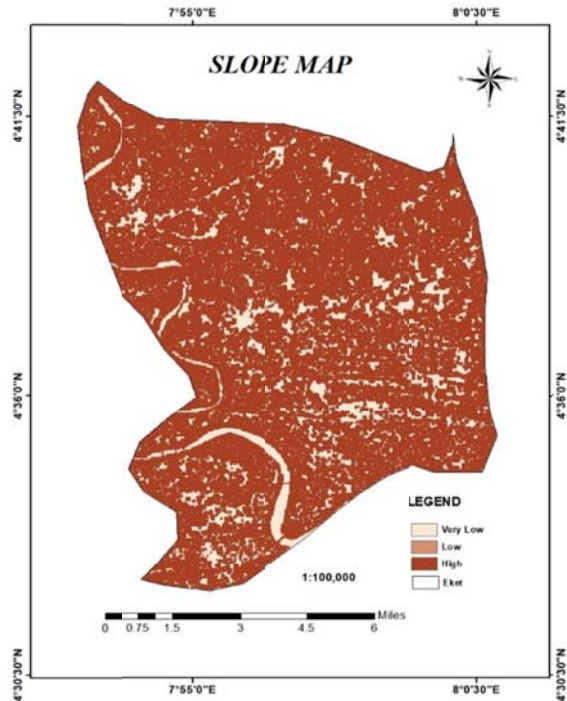 7°55'0"E 8°0'30"E
SLOPE MAP
N
W E
S
4°41'30"N 4°41'30"N
4°36'0"N 4°36'0"N
LEGEND
Very Low
Low
High
Eket
1:100,000
Miles
0 0.75 1.5 3 4.5 6
4°30'30"N 4°30'30"N
7°55'0"E 8°0'30"E